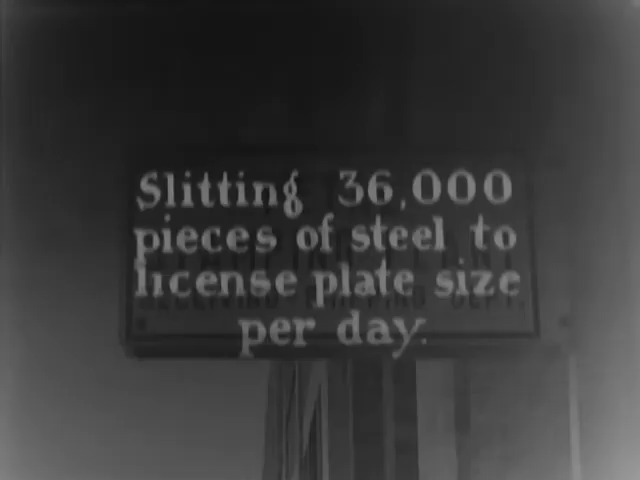 Slitting 36,000
pieces of steel to
license plate size
per day.